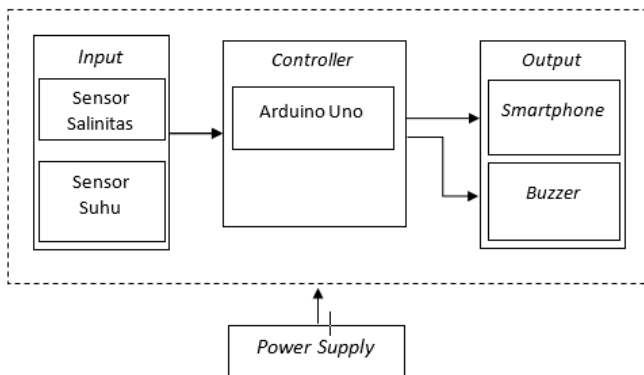 Input
Sensor
Salinitas
Sensor
Suhu
Controller
Arduino Uno
Output
Smartphone
Buzzer
Power Supply